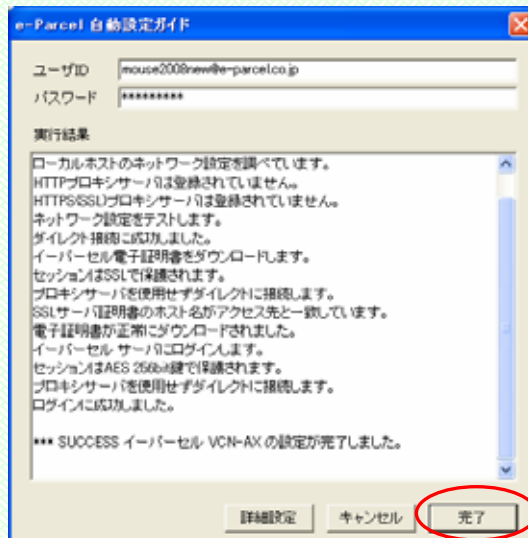 e-Parcel 自動設定ガイド
ユーザID
mouse2008new@e-parcel.co.jp
パスワード
*********
実行結果
ローカルホストのネットワーク設定を調べています。
HTTPプロキシサーバは登録されていません。
HTTPS(SSL)プロキシサーバは登録されていません。
ネットワーク設定をテストします。
ダイレクト接続に成功しました。
イーパーセル電子証明書をダウンロードします。
セッションはSSLで保護されます。
プロキシサーバを使用せずダイレクトに接続します。
SSLサーバ証明書のホスト名がアクセス先と一致しています。
電子証明書が正常にダウンロードされました。
イーパーセル サーバにログインします。
セッションはAES 256bit鍵で保護されます。
プロキシサーバを使用せずダイレクトに接続します。
ログインに成功しました。
*** SUCCESS イーパーセル VCN-AX の設定が完了しました。
詳細設定
キャンセル
完了